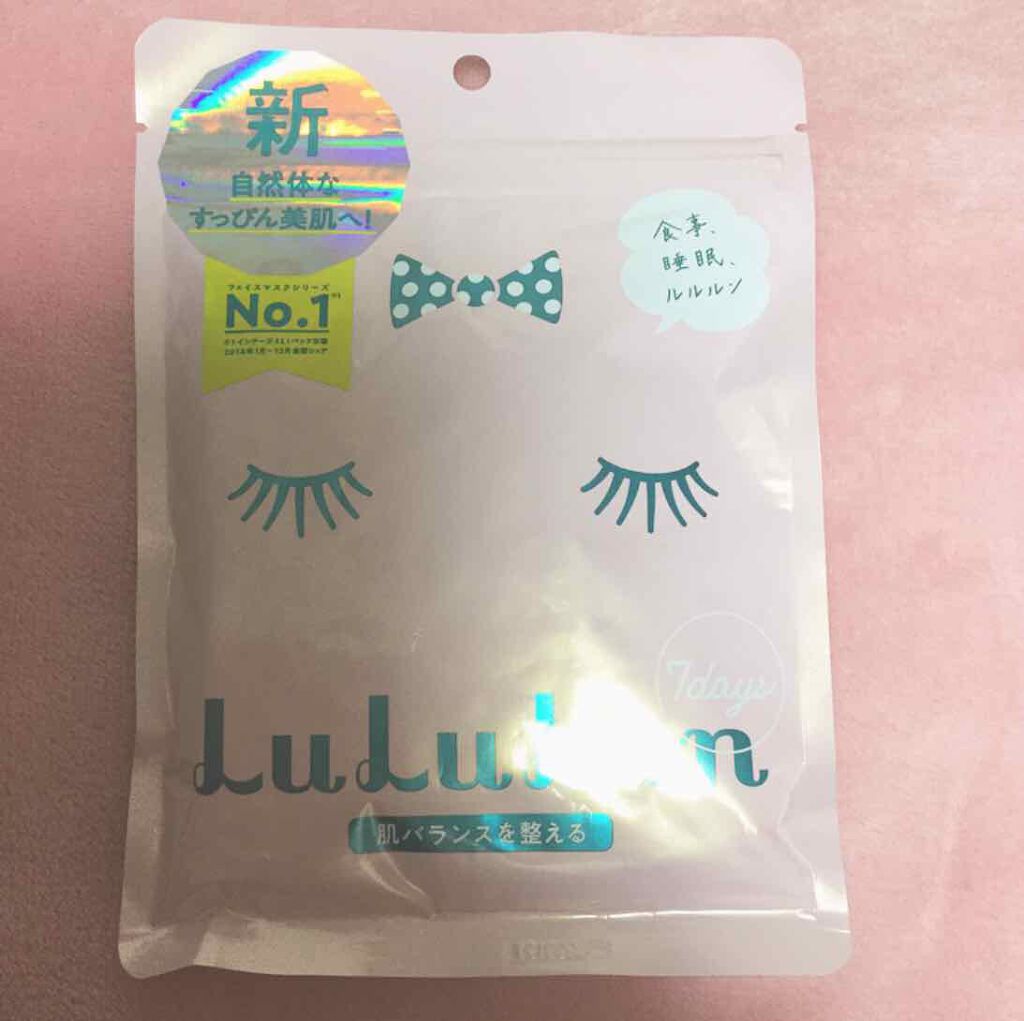 新
自然体な
すっぴん美肌へ!
フェイスマスクシリーズ
No.1
食事、
睡眠、
ルルルン
7days
LuLuLun
肌バランスを整える